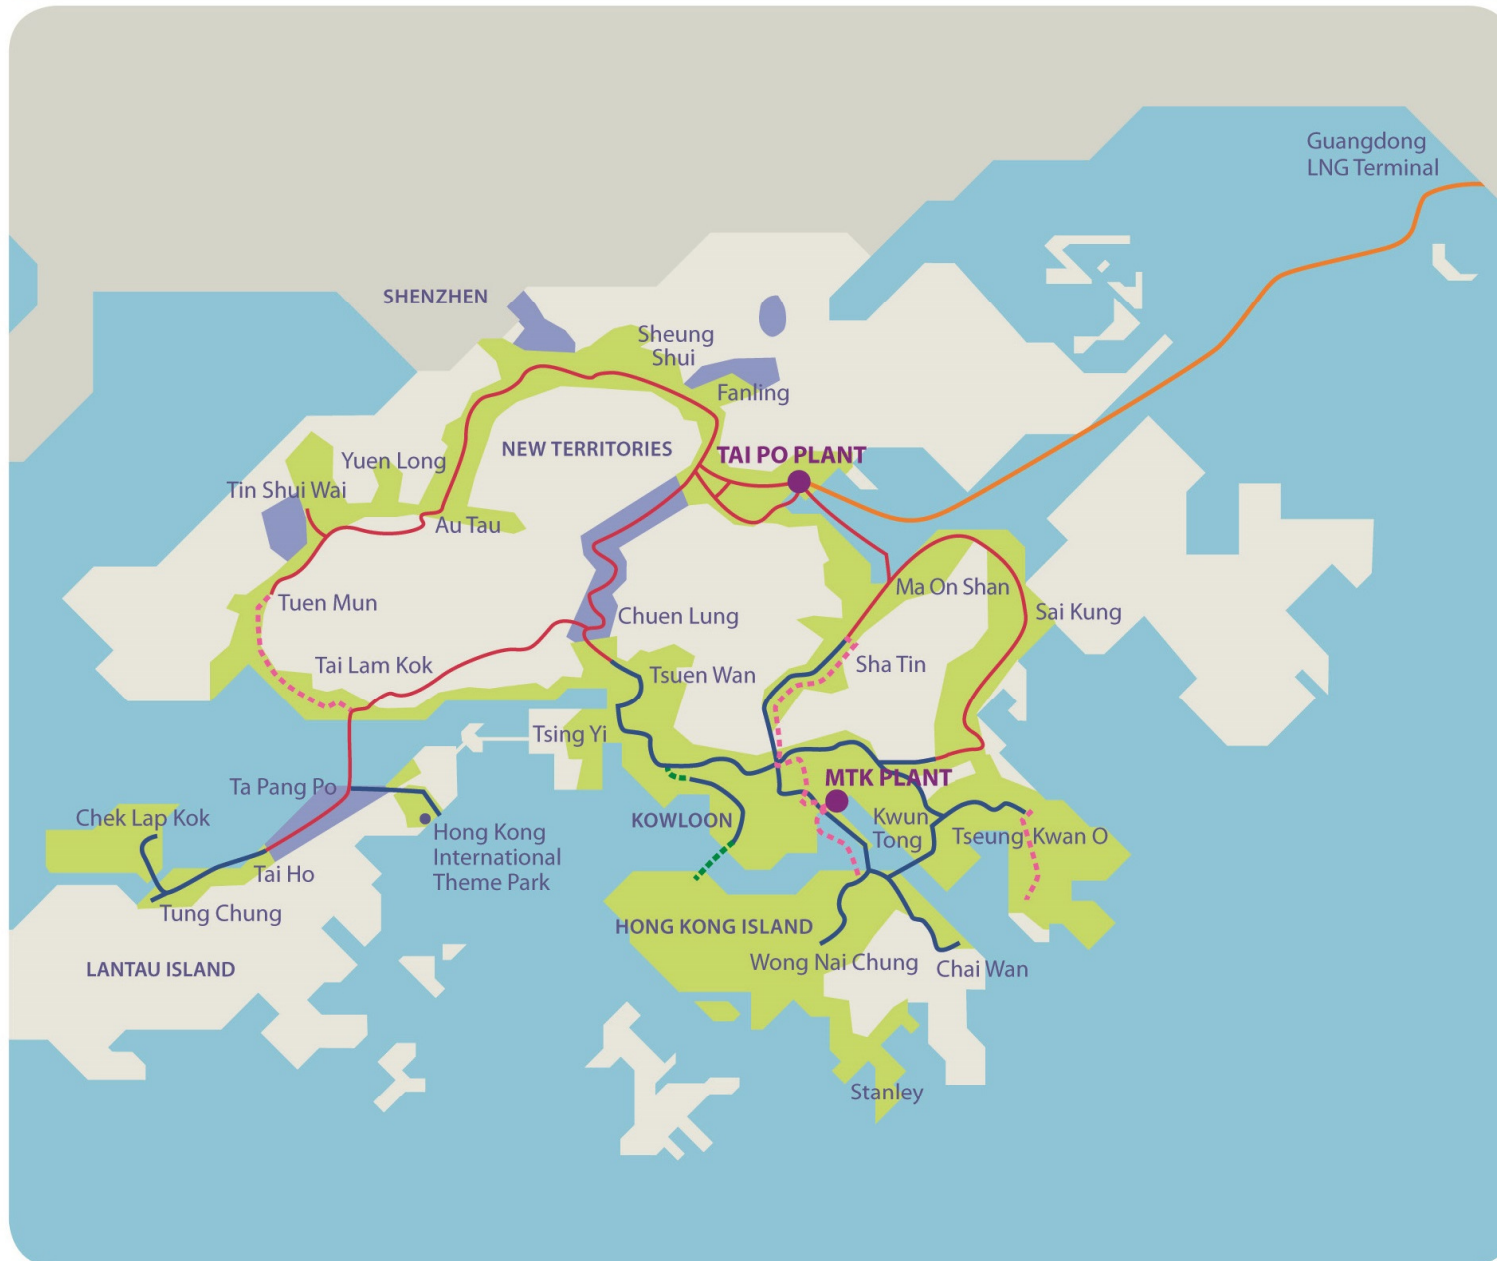 Guangdong
LNG Terminal
SHENZHEN
Sheung
Shui
Fanling
NEW TERRITORIES
TAI PO PLANT
Yuen Long
Tin Shui Wai
Au Tau
Ma On Shan
Tuen Mun
Sai Kung
Chuen Lung
Tai Lam Kok
Sha Tin
Tsuen Wan
Tsing Yi
MTK PLANT
Ta Pang Po
Chek Lap Kok
KOWLOON
Kwun
Tong
Tseung Kwan O
Hong Kong
International
Theme Park
Tai Ho
Tung Chung
HONG KONG ISLAND
Wong Nai Chung
Chai Wan
LANTAU ISLAND
Stanley